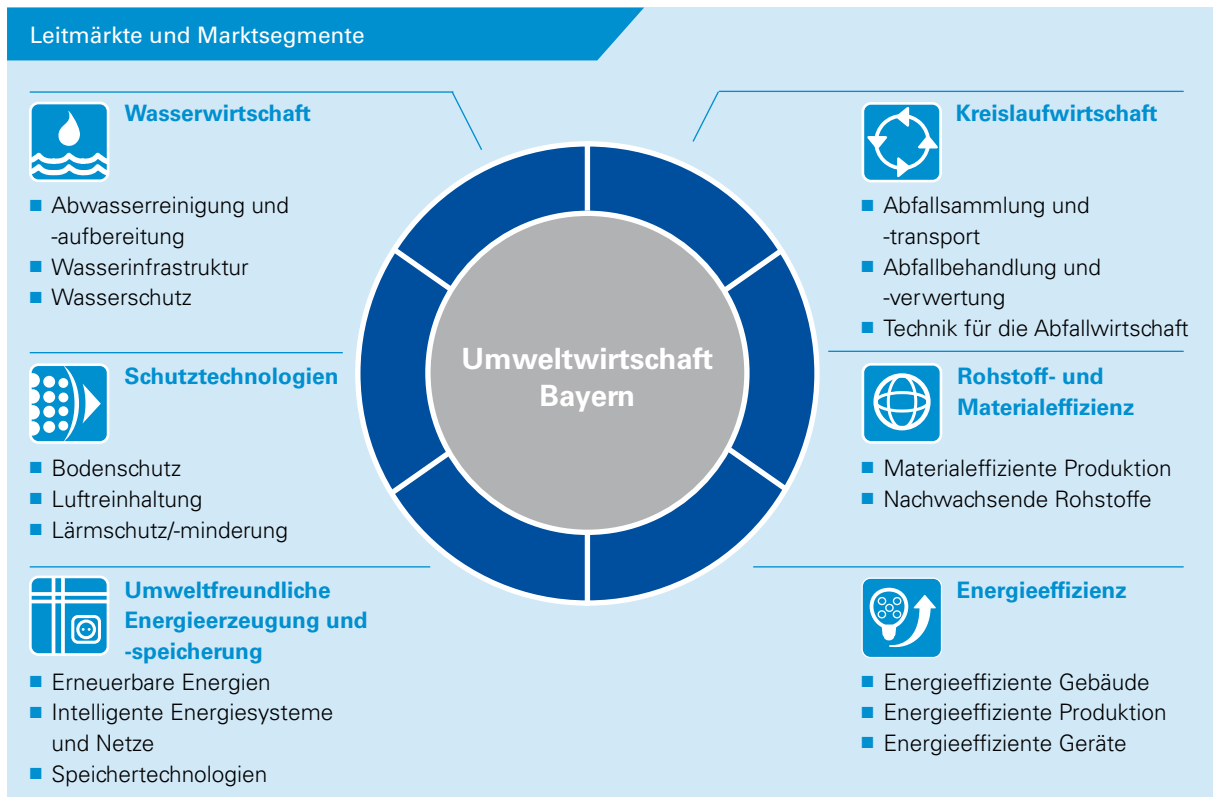 Leitmärkte und Marktsegmente
Wasserwirtschaft
■ Abwasserreinigung und
-aufbereitung
■ Wasserinfrastruktur
■ Wasserschutz
Schutztechnologien
■ Bodenschutz
■ Luftreinhaltung
■ Lärmschutz/-minderung
Umweltfreundliche
Energieerzeugung und
-speicherung
■ Erneuerbare Energien
■ Intelligente Energiesysteme
und Netze
■ Speichertechnologien
Umweltwirtschaft
Bayern
Kreislaufwirtschaft
■ Abfallsammlung und
-transport
■ Abfallbehandlung und
-verwertung
■ Technik für die Abfallwirtschaft
Rohstoff- und
Materialeffizienz
■ Materialeffiziente Produktion
■ Nachwachsende Rohstoffe
Energieeffizienz
■ Energieeffiziente Gebäude
■ Energieeffiziente Produktion
■ Energieeffiziente Geräte